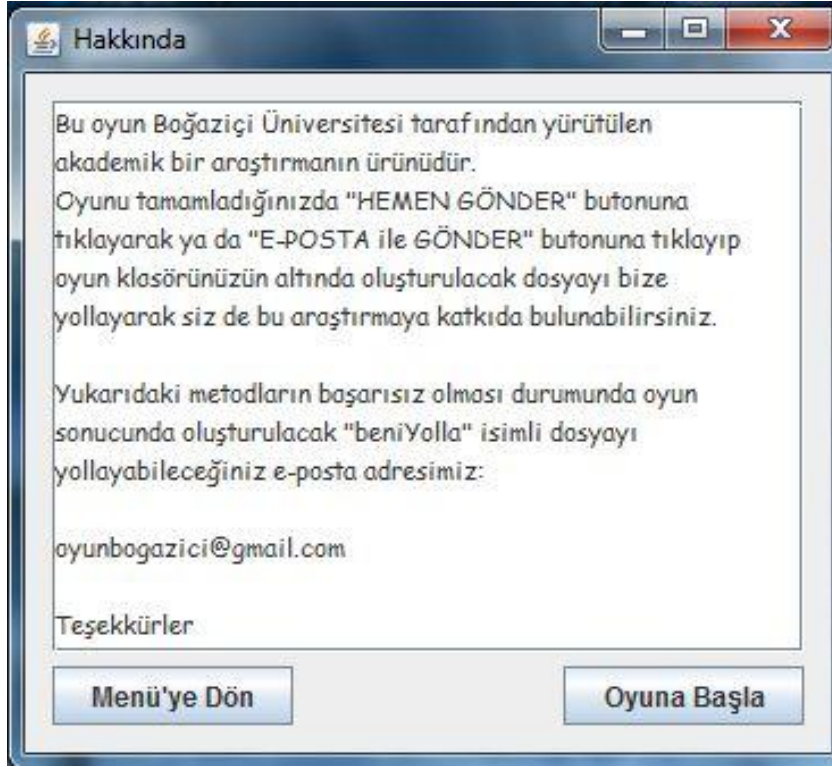 Hakkında
Bu oyun Boğaziçi Üniversitesi tarafından yürütülen
akademik bir araştırmanın ürünüdür.
Oyunu tamamladığınızda "HEMEN GÖNDER" butonuna
tıklayarak ya da "E-POSTA ile GÖNDER" butonuna tıklayıp
oyun klasörünüzün altında oluşturulacak dosyayı bize
yollayarak siz de bu araştırmaya katkıda bulunabilirsiniz.
Yukarıdaki metodların başarısız olması durumunda oyun
sonucunda oluşturulacak "beniYolla" isimli dosyayı
yollayabileceğiniz e-posta adresimiz:
oyunbogazici@gmail.com
Teşekkürler
Menü'ye Dön
Oyuna Başla